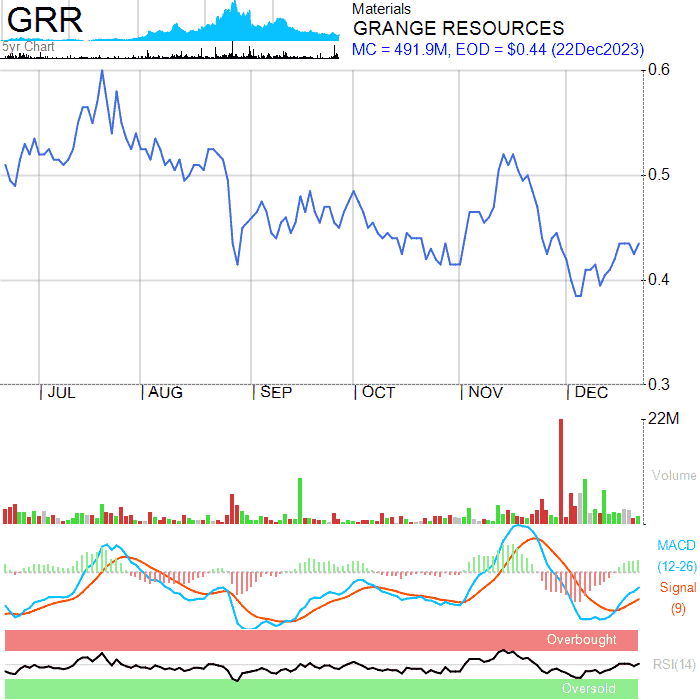 GRR
5yr Chart
Materials
GRANGE RESOURCES
MC = 491.9M, EOD = $0.44 (22Dec2023)
0.6
0.5
0.4
0.3
JUL AUG SEP OCT NOV DEC
22M
Volume
MACD
(12-26)
Signal
(9)
Overbought
RSI(14)
Oversold